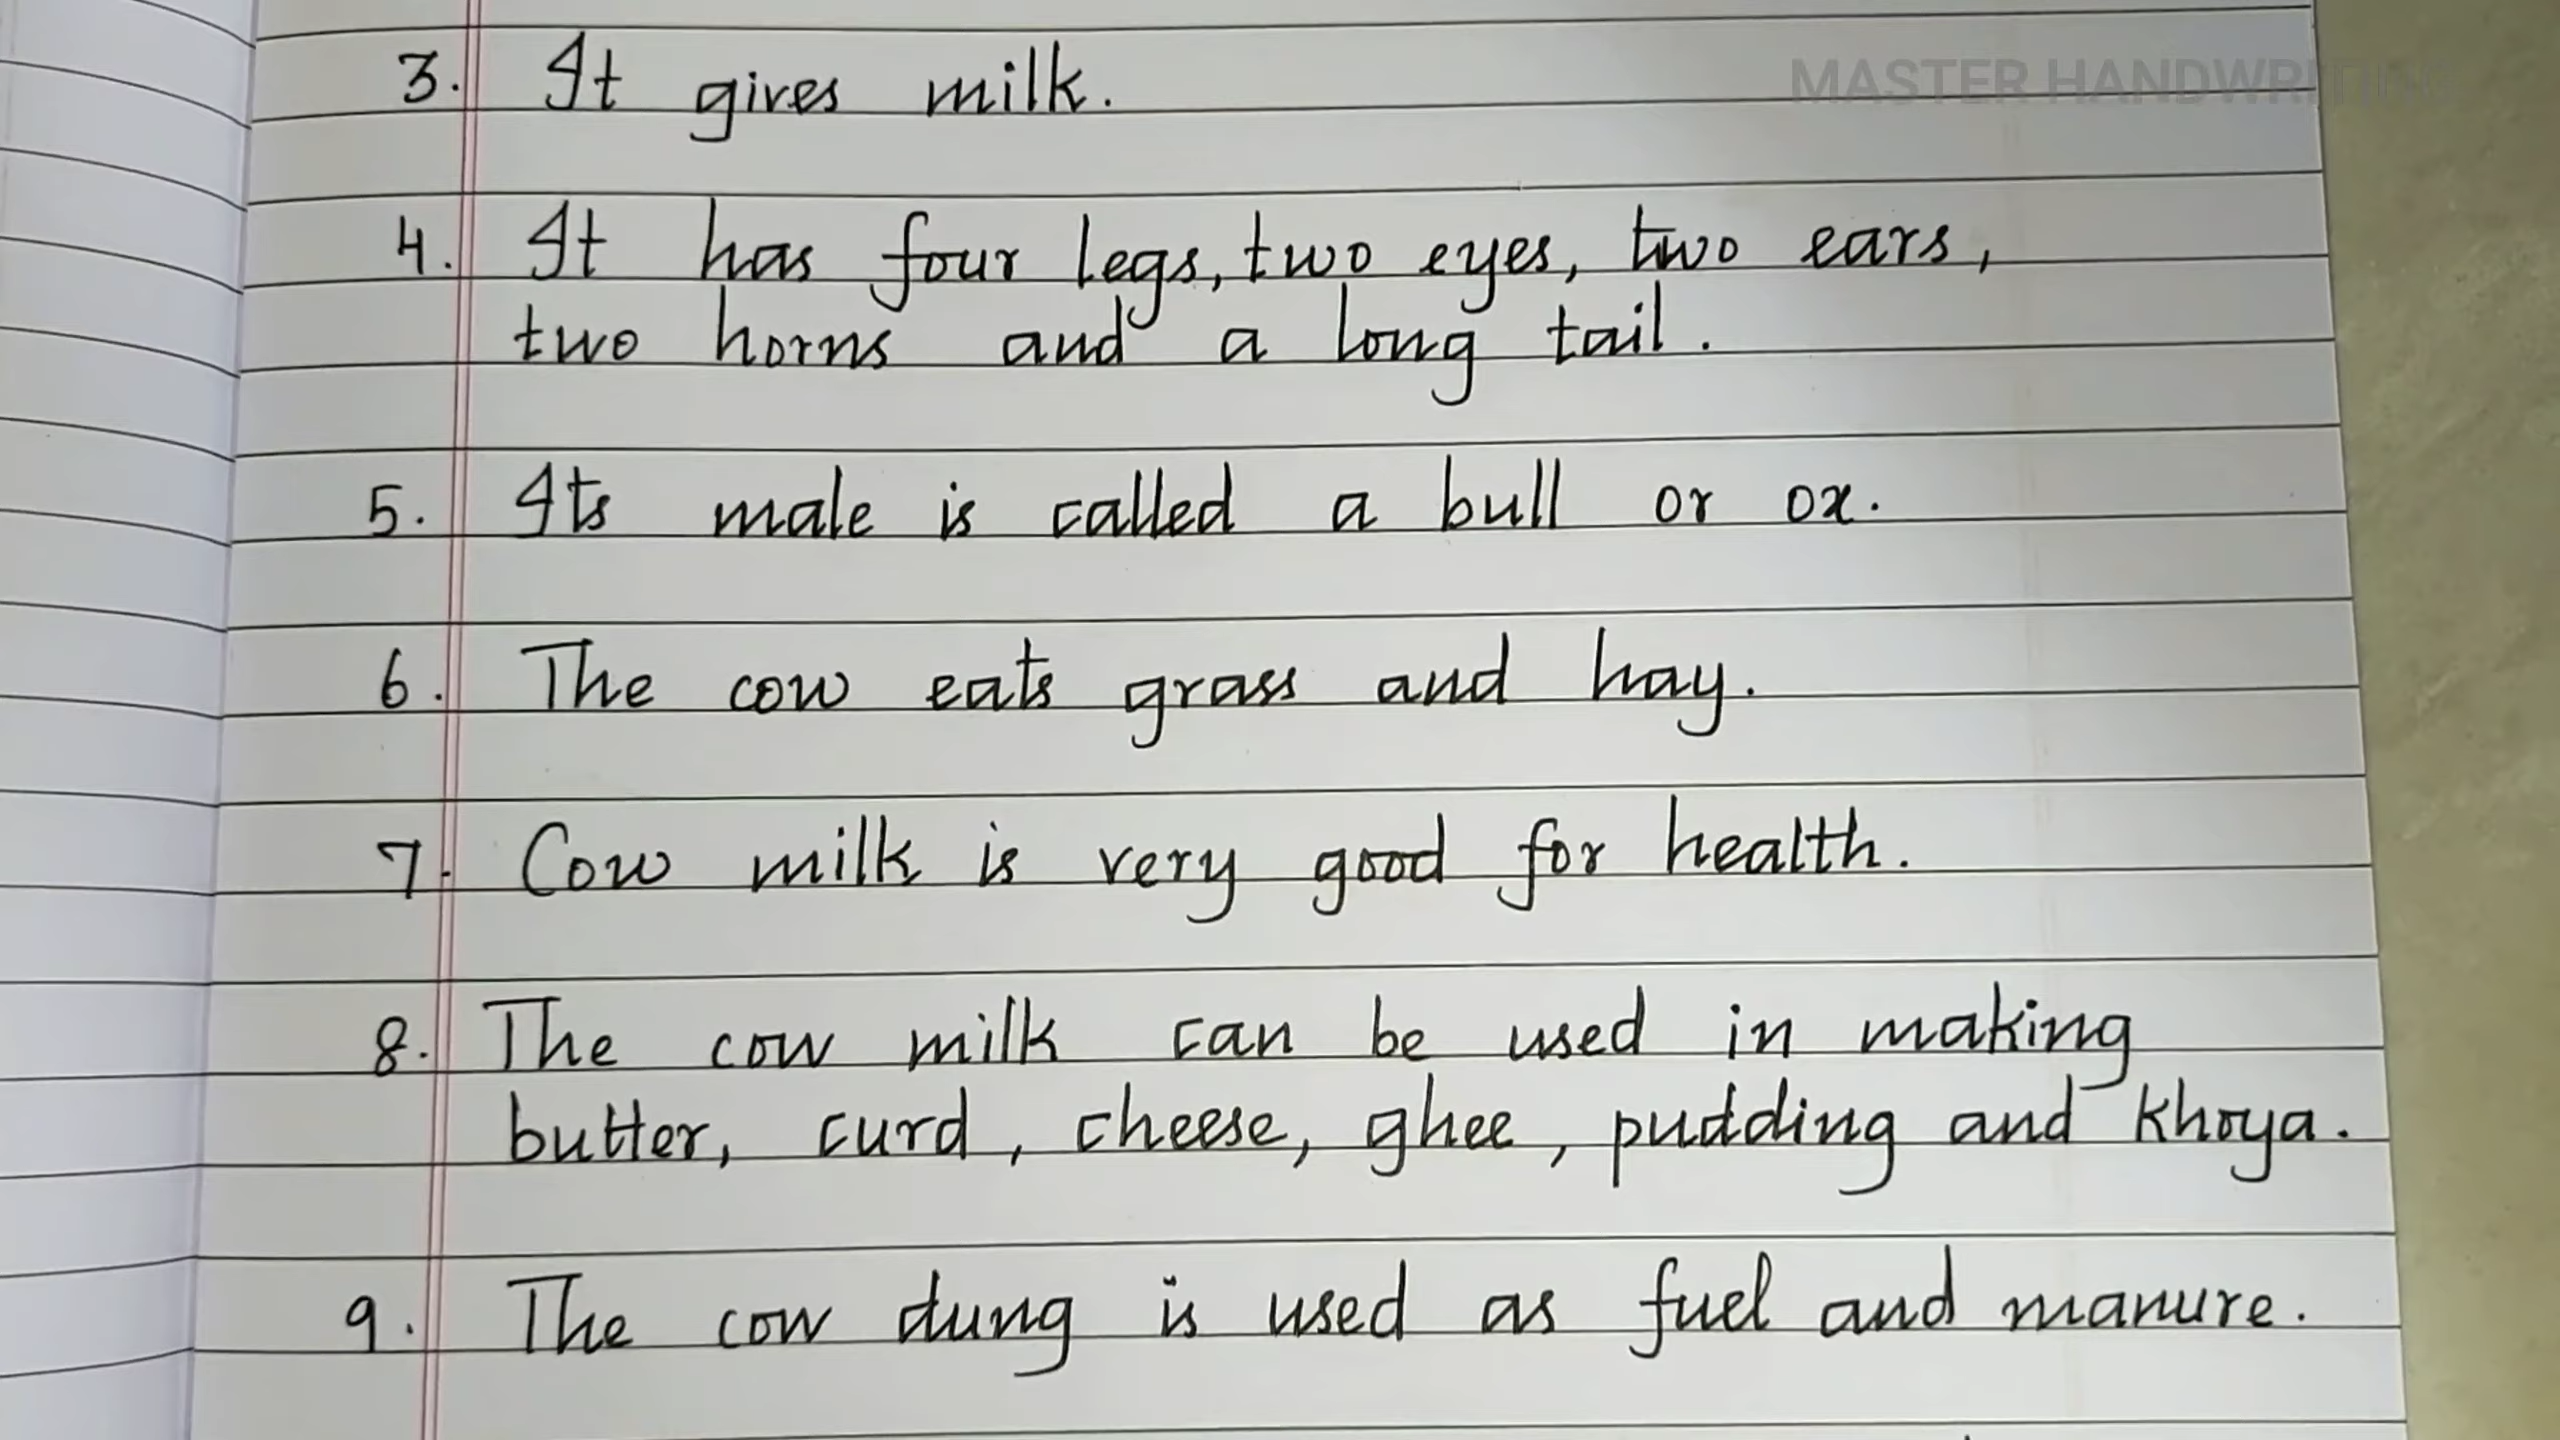 MASTER HANDWRITING
3. It gives milk.
4. It has four legs, two eyes, two ears,
two horns and a long tail.
5. Its male is called a bull or ox.
6. The cow eats grass and hay.
7. Cow milk is very good for health.
8. The cow milk can be used in making
butter, curd, cheese, ghee, pudding and khoya.
9. The cow dung is used as fuel and manure.